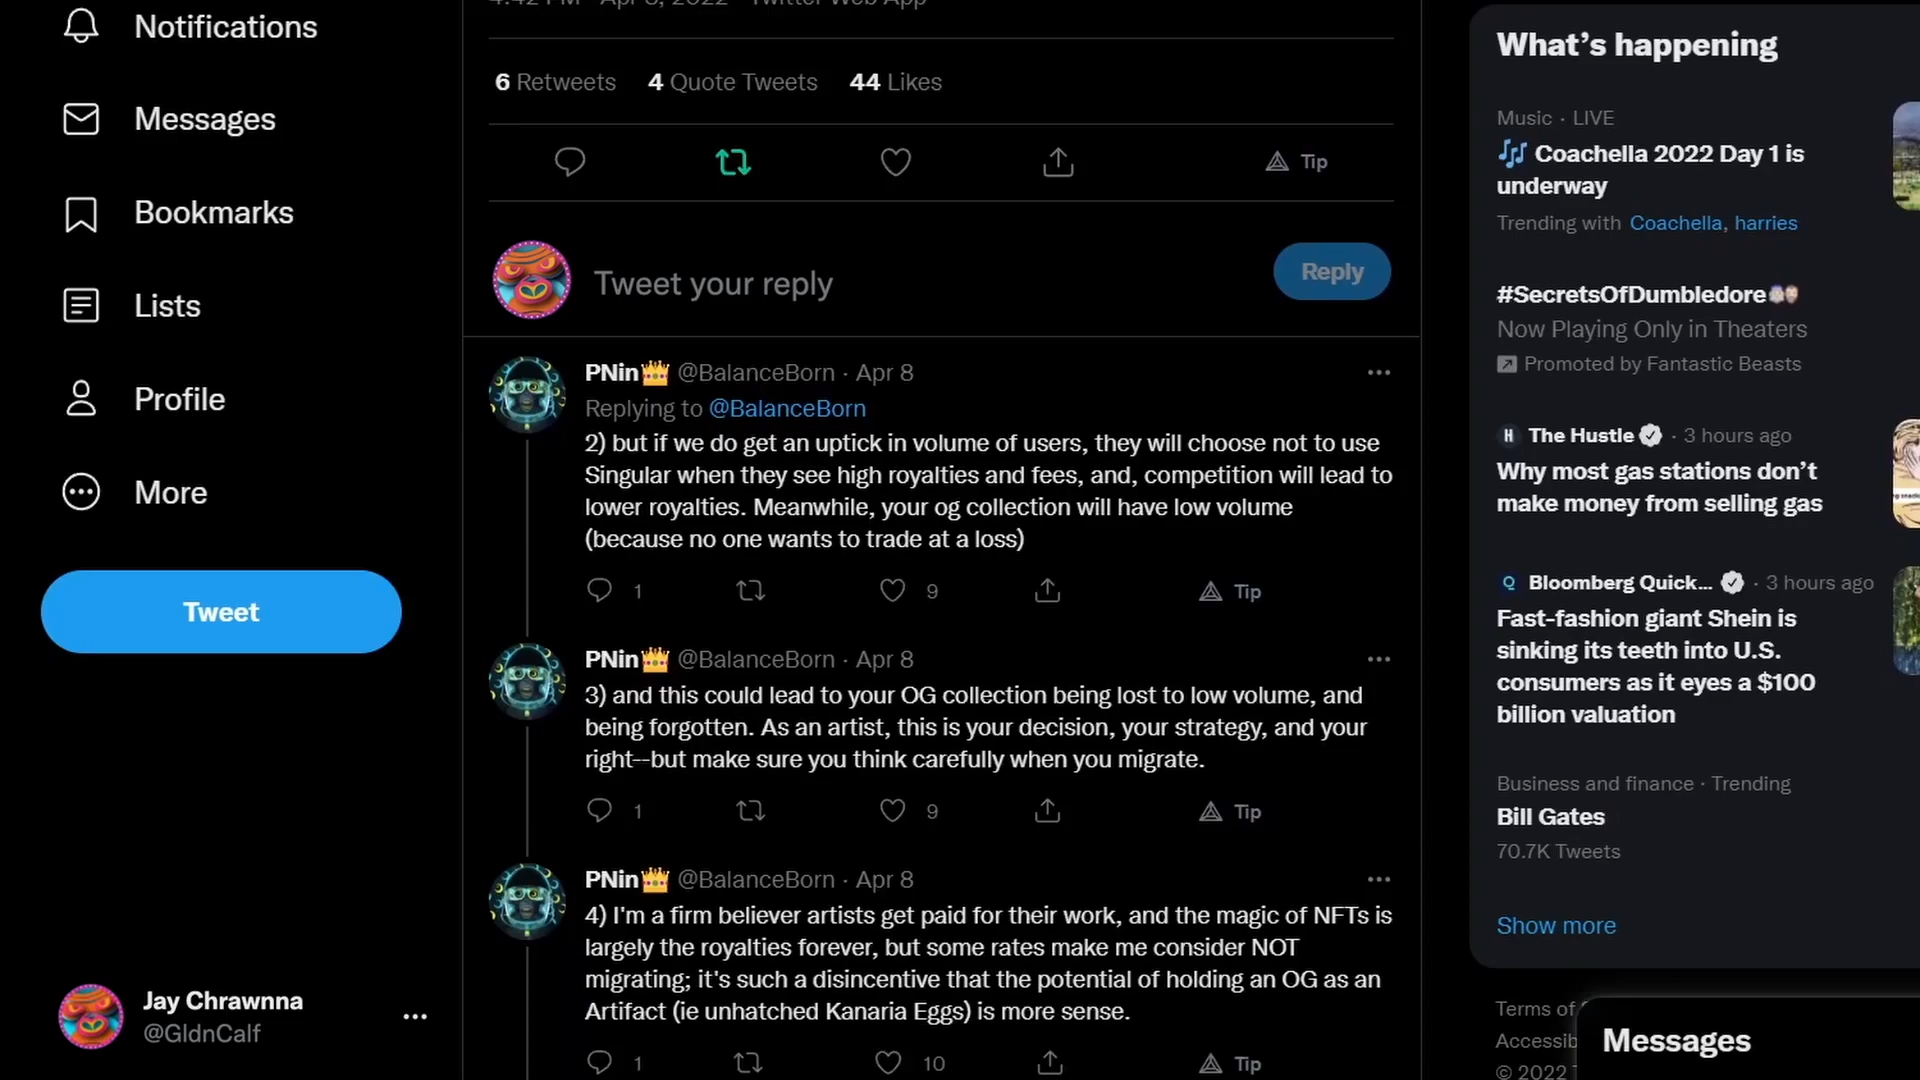 Notifications
Messages
Bookmarks
Lists
Profile
More
Tweet
Jay Chrawnna
@GldnCalf
4:42 PM · Apr 8, 2022 · Twitter Web App
6 Retweets 4 Quote Tweets 44 Likes
Tip
Tweet your reply
Reply
PNin @BalanceBorn · Apr 8
Replying to @BalanceBorn
2) but if we do get an uptick in volume of users, they will choose not to use
Singular when they see high royalties and fees, and, competition will lead to
lower royalties. Meanwhile, your og collection will have low volume
(because no one wants to trade at a loss)
1 9 Tip
PNin @BalanceBorn · Apr 8
3) and this could lead to your OG collection being lost to low volume, and
being forgotten. As an artist, this is your decision, your strategy, and your
right--but make sure you think carefully when you migrate.
1 9 Tip
PNin @BalanceBorn · Apr 8
4) I'm a firm believer artists get paid for their work, and the magic of NFTs is
largely the royalties forever, but some rates make me consider NOT
migrating; it's such a disincentive that the potential of holding an OG as an
Artifact (ie unhatched Kanaria Eggs) is more sense.
1 10 Tip
What's happening
Music · LIVE
Coachella 2022 Day 1 is
underway
Trending with Coachella, harries
#SecretsOfDumbledore
Now Playing Only in Theaters
Promoted by Fantastic Beasts
H The Hustle · 3 hours ago
Why most gas stations don't
make money from selling gas
Q Bloomberg Quick... · 3 hours ago
Fast-fashion giant Shein is
sinking its teeth into U.S.
consumers as it eyes a $100
billion valuation
Business and finance · Trending
Bill Gates
70.7K Tweets
Show more
Terms of
Accessib
© 2022
Messages